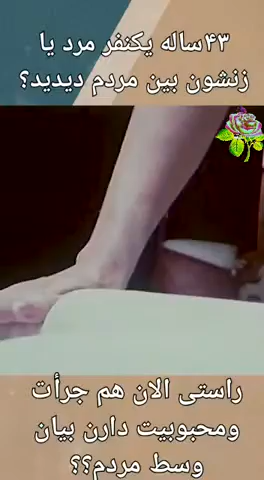 ۴۳ساله یکنفر مرد یا
زنشون بین مردم دیدید؟
راستی الان هم جرأت
ومحبوبیت دارن بیان
وسط مردم؟؟